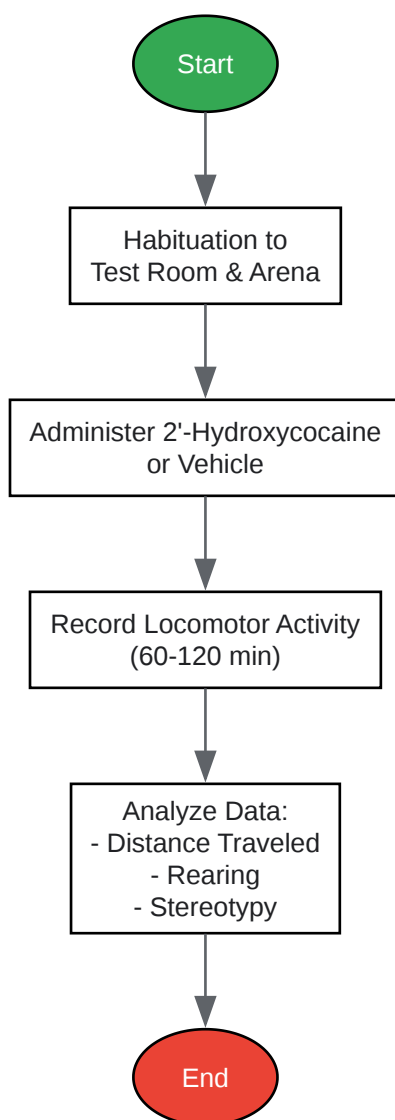 Start
Habituation to
Test Room & Arena
Administer 2'-Hydroxycocaine
or Vehicle
Record Locomotor Activity
(60-120 min)
Analyze Data:
- Distance Traveled
- Rearing
- Stereotypy
End